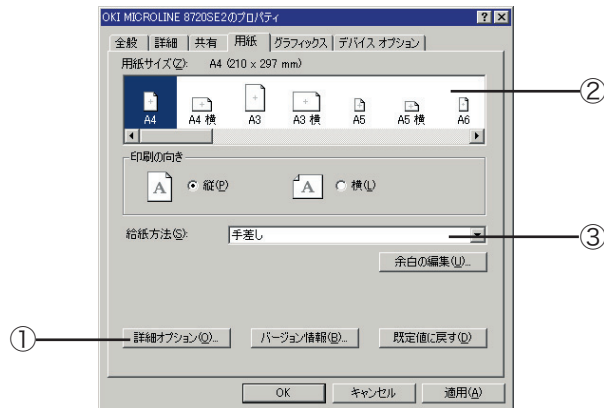 OKI MICROLINE 8720SE2のプロパティ
全般 詳細 共有 用紙 グラフィックス デバイス オプション
用紙サイズ(Z): A4 (210 x 297 mm)
②
A4 A4 横 A3 A3 横 A5 A5 横 A6
印刷の向き
A 縦(P) A 横(L)
給紙方法(S): 手差し
③
余白の編集(U)...
①
詳細オプション(O)... バージョン情報(B)... 既定値に戻す(D)
OK キャンセル 適用(A)